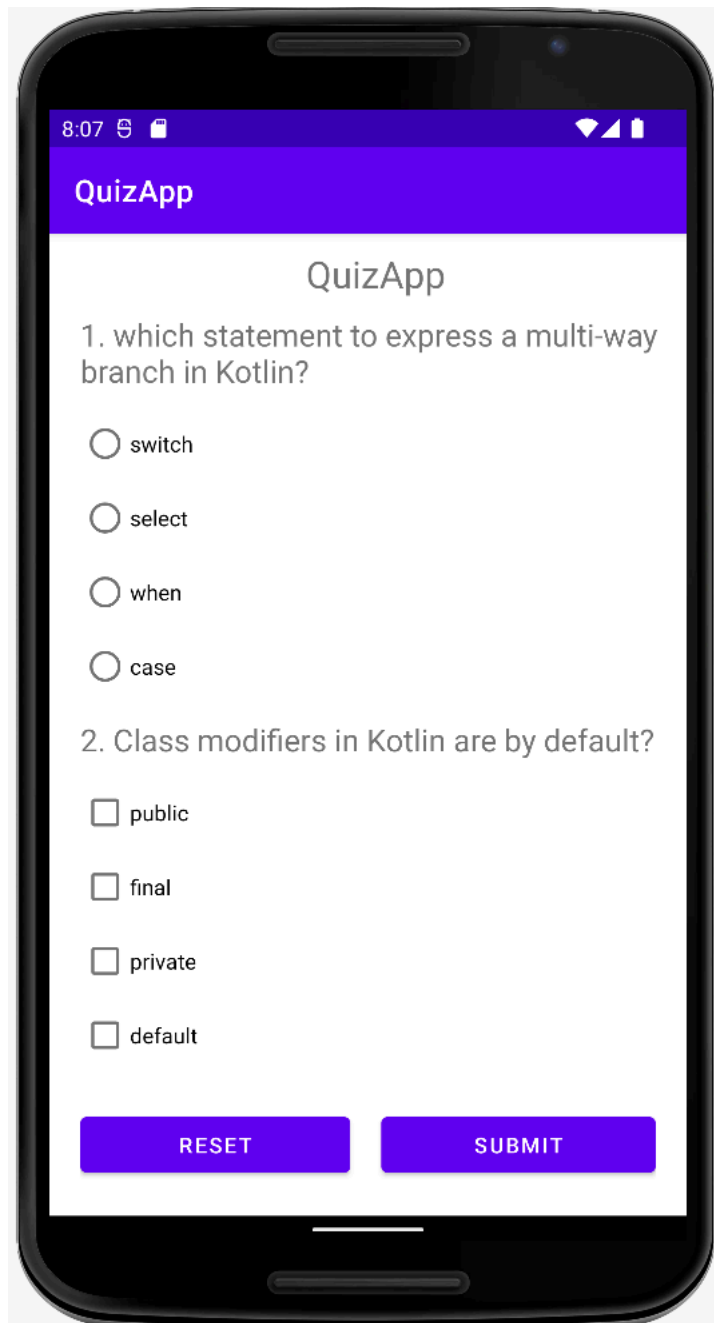 8:07
QuizApp
QuizApp
1. which statement to express a multi-way
branch in Kotlin?
switch
select
when
case
2. Class modifiers in Kotlin are by default?
public
final
private
default
RESET
SUBMIT